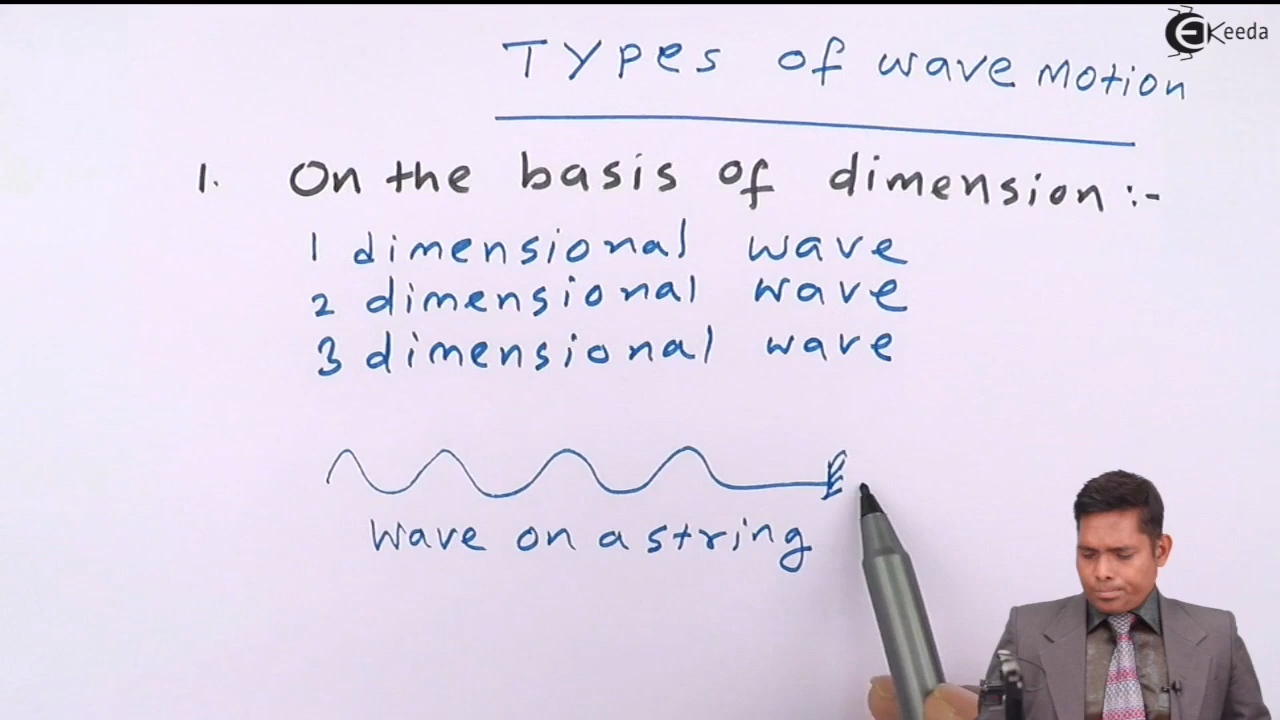 EKeeda
Types of wave Motion
1. On the basis of dimension :-
1 dimensional wave
2 dimensional wave
3 dimensional wave
Wave on a string